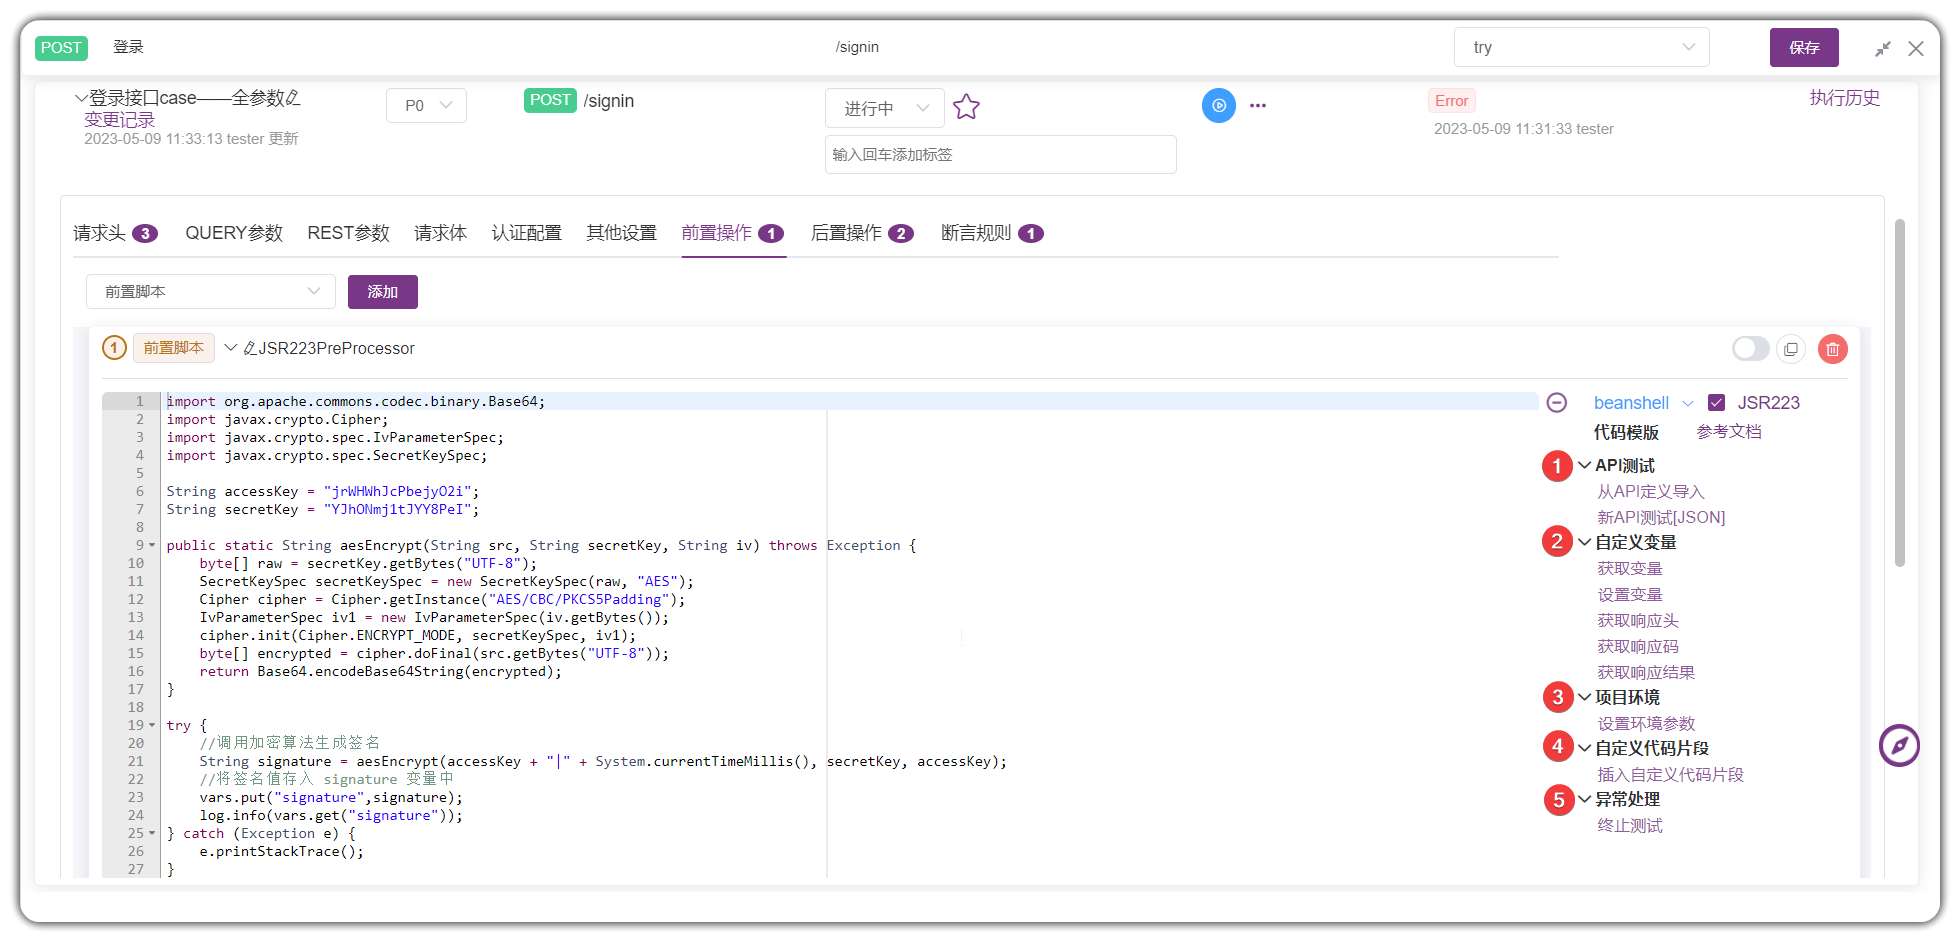 POST 登录 /signin try 保存
登录接口case——全参数 P0 POST /signin 进行中 Error 执行历史
变更记录
2023-05-09 11:33:13 tester 更新 2023-05-09 11:31:33 tester
输入回车添加标签
请求头 3 QUERY参数 REST参数 请求体 认证配置 其他设置 前置操作 1 后置操作 2 断言规则 1
前置脚本 添加
1 前置脚本 JSR223PreProcessor
1 import org.apache.commons.codec.binary.Base64;
2 import javax.crypto.Cipher;
3 import javax.crypto.spec.IvParameterSpec;
4 import javax.crypto.spec.SecretKeySpec;
5
6 String accessKey = "jrWHWhJcPbejyO2i";
7 String secretKey = "YJhONmj1tJYY8PeI";
8
9 public static String aesEncrypt(String src, String secretKey, String iv) throws Exception {
10 byte[] raw = secretKey.getBytes("UTF-8");
11 SecretKeySpec secretKeySpec = new SecretKeySpec(raw, "AES");
12 Cipher cipher = Cipher.getInstance("AES/CBC/PKCS5Padding");
13 IvParameterSpec iv1 = new IvParameterSpec(iv.getBytes());
14 cipher.init(Cipher.ENCRYPT_MODE, secretKeySpec, iv1);
15 byte[] encrypted = cipher.doFinal(src.getBytes("UTF-8"));
16 return Base64.encodeBase64String(encrypted);
17 }
18
19 try {
20 //调用加密算法生成签名
21 String signature = aesEncrypt(accessKey + "|" + System.currentTimeMillis(), secretKey, accessKey);
22 //将签名值存入 signature 变量中
23 vars.put("signature",signature);
24 log.info(vars.get("signature"));
25 } catch (Exception e) {
26 e.printStackTrace();
27 }
beanshell JSR223
代码模版 参考文档
1 API测试
从API定义导入
新API测试[JSON]
2 自定义变量
获取变量
设置变量
获取响应头
获取响应码
获取响应结果
3 项目环境
设置环境参数
4 自定义代码片段
插入自定义代码片段
5 异常处理
终止测试